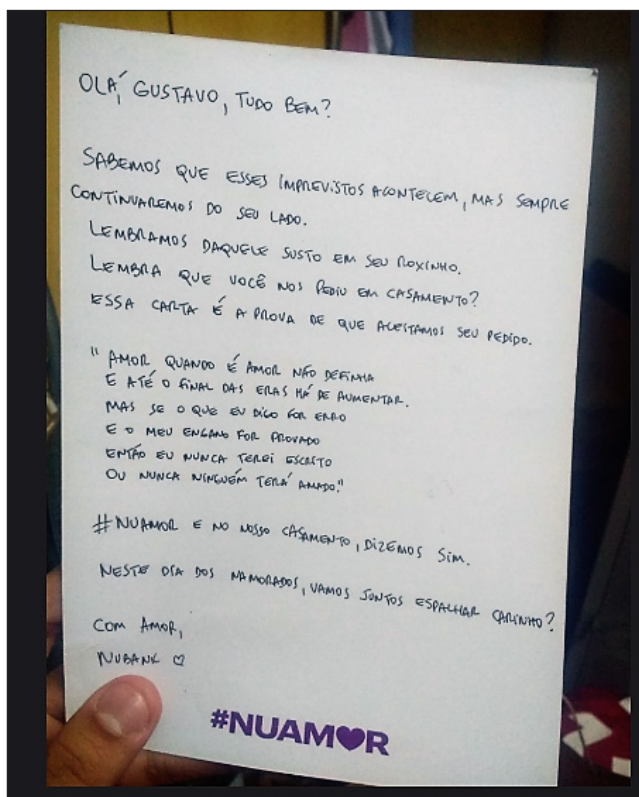 OLÁ, GUSTAVO, TUDO BEM?
SABEMOS QUE ESSES IMPREVISTOS ACONTECEM, MAS SEMPRE
CONTINUAREMOS DO SEU LADO.
LEMBRAMOS DAQUELE SUSTO EM SEU ROXINHO.
LEMBRA QUE VOCÊ NOS PEDIU EM CASAMENTO?
ESSA CARTA É A PROVA DE QUE ACEITAMOS SEU PEDIDO.
"AMOR QUANDO É AMOR NÃO DEFINHA
E ATÉ O FINAL DAS ERAS HÁ DE AUMENTAR.
MAS SE O QUE EU DIGO FOR ERRO
E O MEU ENGANO FOR PROVADO
ENTÃO EU NUNCA TEREI ESCRITO
OU NUNCA NINGUÉM TERÁ AMADO."
#NUAMOR E NO NOSSO CASAMENTO, DIZEMOS SIM.
NESTE DIA DOS NAMORADOS, VAMOS JUNTOS ESPALHAR CARINHO?
COM AMOR,
NUBANK ♡
#NUAM♥R